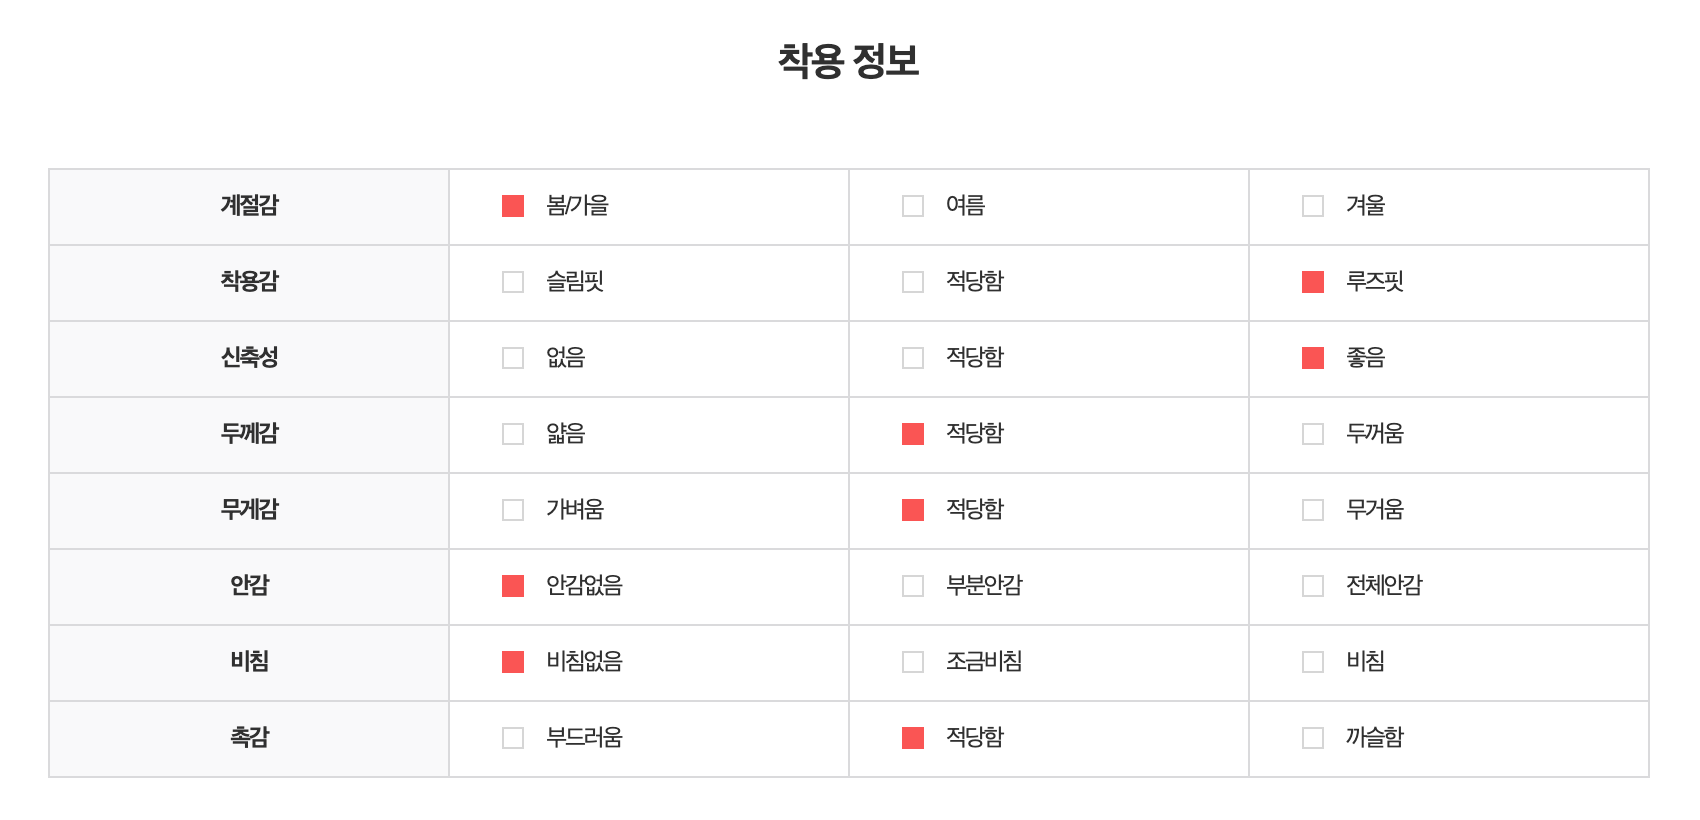 착용 정보
계절감 봄/가을 여름 겨울
착용감 슬림핏 적당함 루즈핏
신축성 없음 적당함 좋음
두께감 얇음 적당함 두꺼움
무게감 가벼움 적당함 무거움
안감 안감없음 부분안감 전체안감
비침 비침없음 조금비침 비침
촉감 부드러움 적당함 까슬함